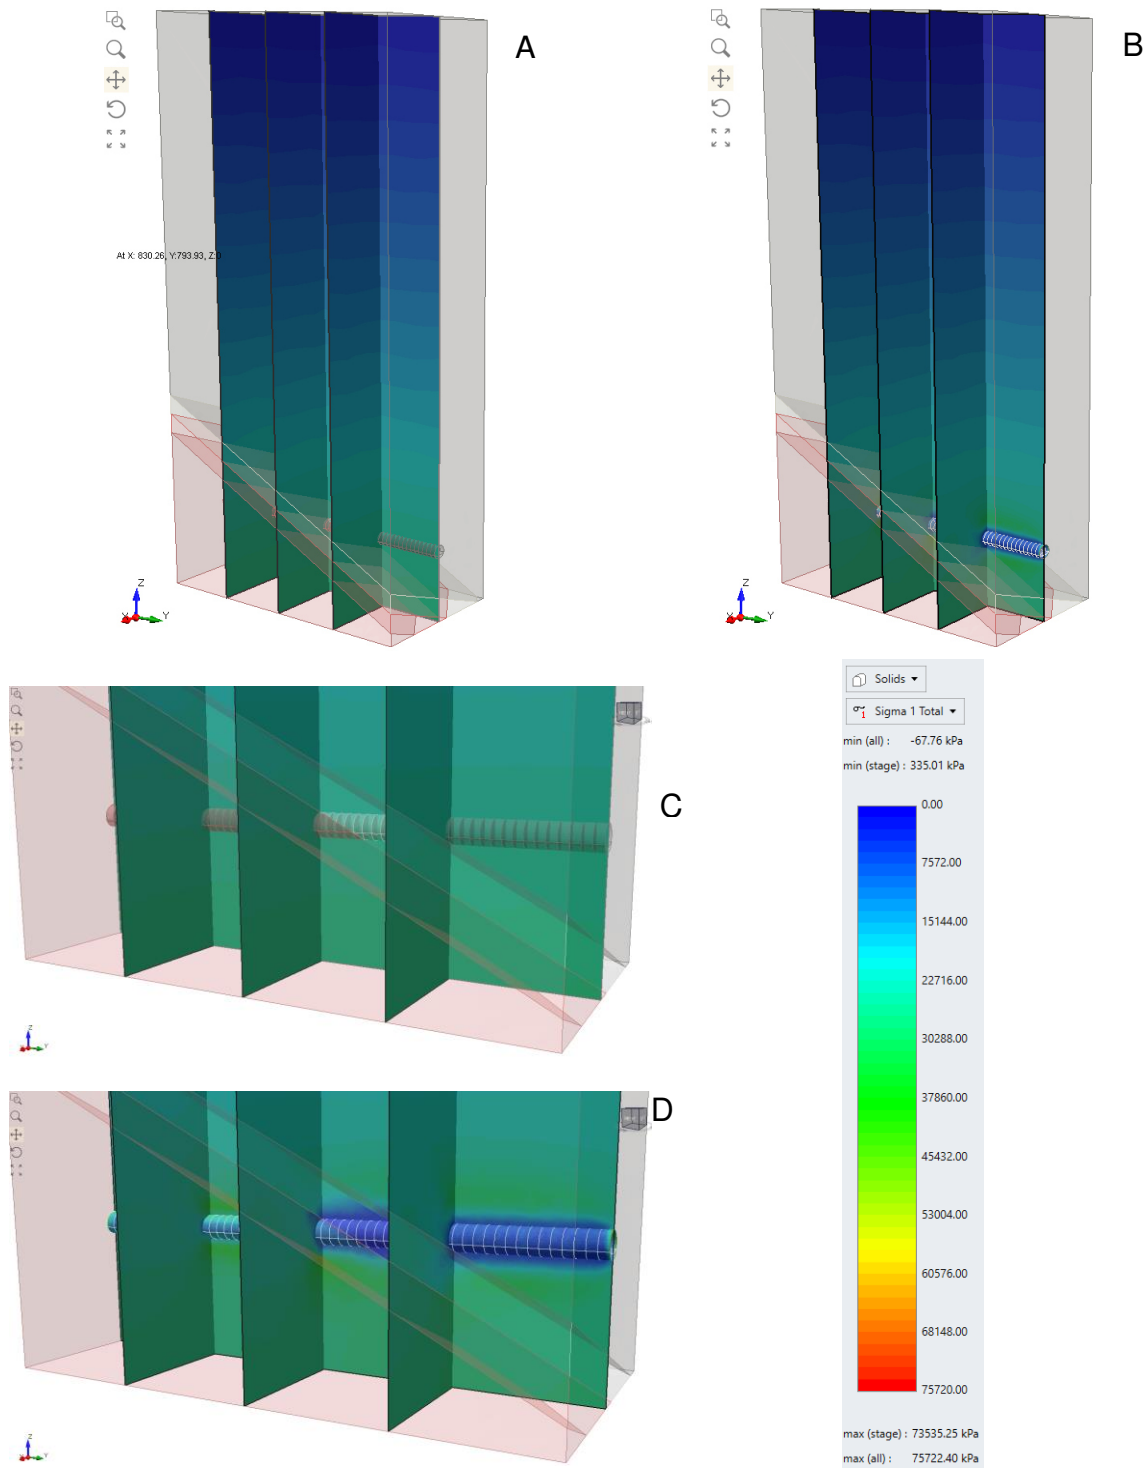 A
B
At X: 830.26, Y:793.93, Z:0
Z
X
Y
Z
X
Y
C
Z
Y
D
Z
Y
Solids
σ1 Sigma 1 Total
min (all) : -67.76 kPa
min (stage) : 335.01 kPa
0.00
7572.00
15144.00
22716.00
30288.00
37860.00
45432.00
53004.00
60576.00
68148.00
75720.00
max (stage) : 73535.25 kPa
max (all) : 75722.40 kPa